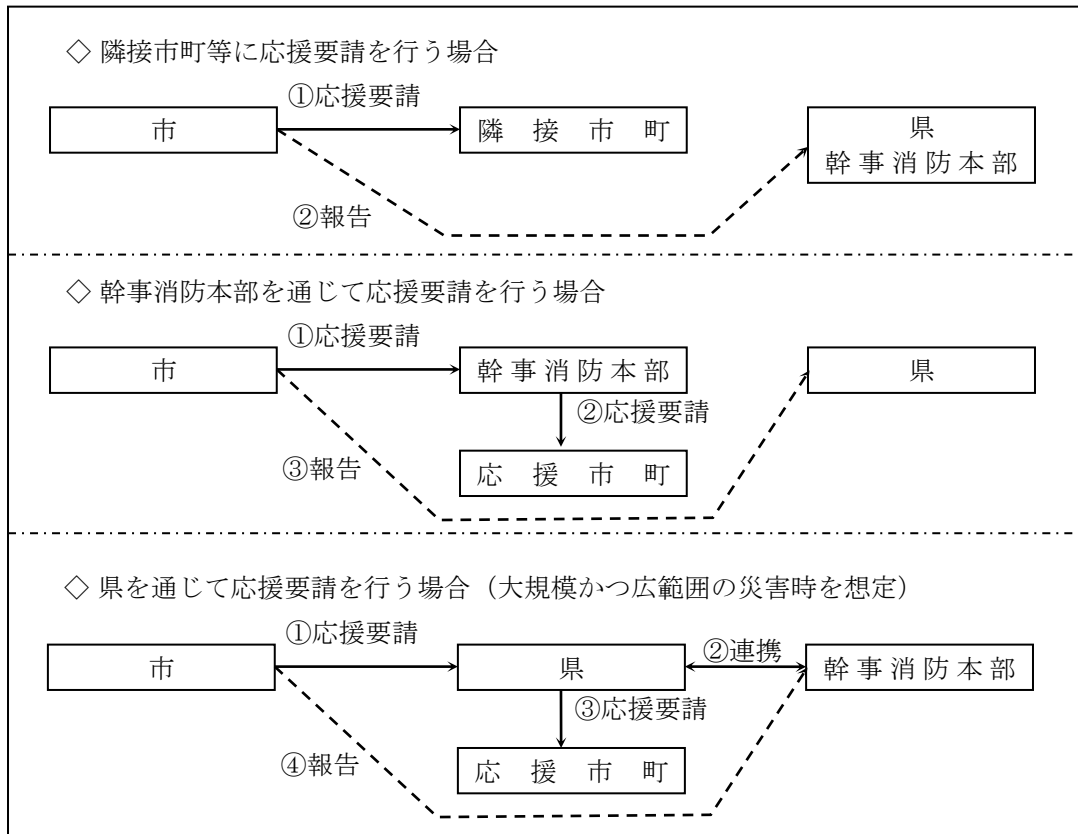 ◇ 隣接市町等に応援要請を行う場合
①応援要請
市
隣接市町
県
幹事消防本部
②報告
◇ 幹事消防本部を通じて応援要請を行う場合
①応援要請
市
幹事消防本部
県
②応援要請
③報告
応援市町
◇ 県を通じて応援要請を行う場合（大規模かつ広範囲の災害時を想定）
①応援要請
②連携
市
県
幹事消防本部
③応援要請
④報告
応援市町